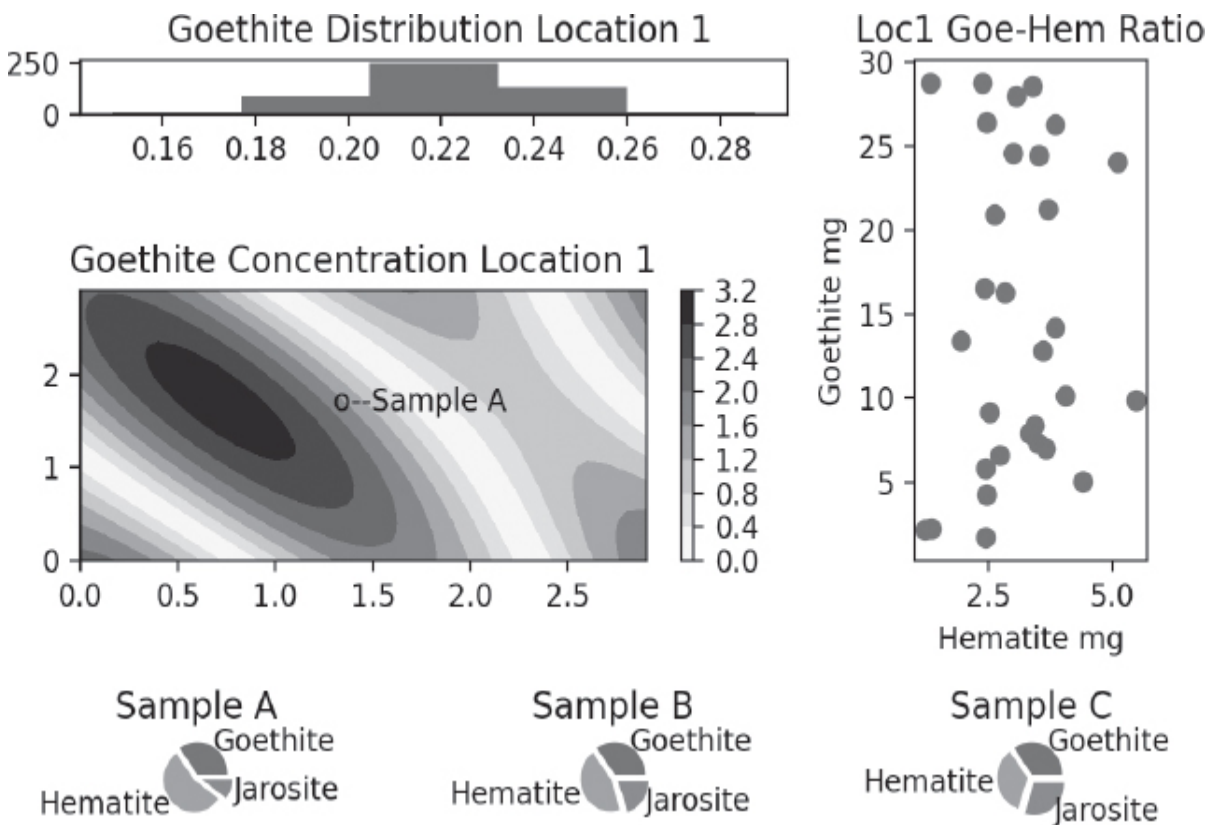 Goethite Distribution Location 1
250
0
0.16 0.18 0.20 0.22 0.24 0.26 0.28
Goethite Concentration Location 1
2
1
0
0.0 0.5 1.0 1.5 2.0 2.5
o--Sample A
3.2
2.8
2.4
2.0
1.6
1.2
0.8
0.4
0.0
Loc1 Goe-Hem Ratio
30
25
20
15
10
5
Goethite mg
2.5 5.0
Hematite mg
Sample A
Goethite
Hematite
Jarosite
Sample B
Goethite
Hematite
Jarosite
Sample C
Goethite
Hematite
Jarosite